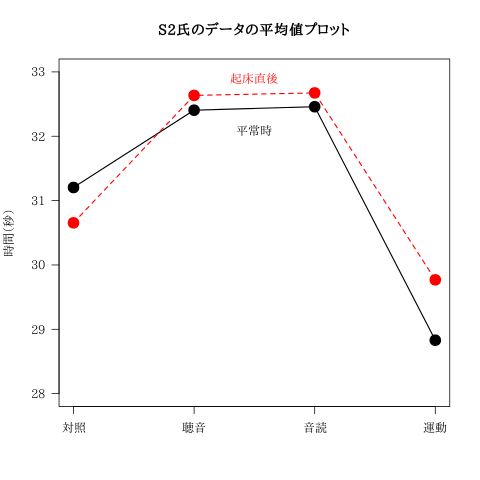 S2氏のデータの平均値プロット
時間(秒)
33
32
31
30
29
28
起床直後
平常時
対照
聴音
音読
運動